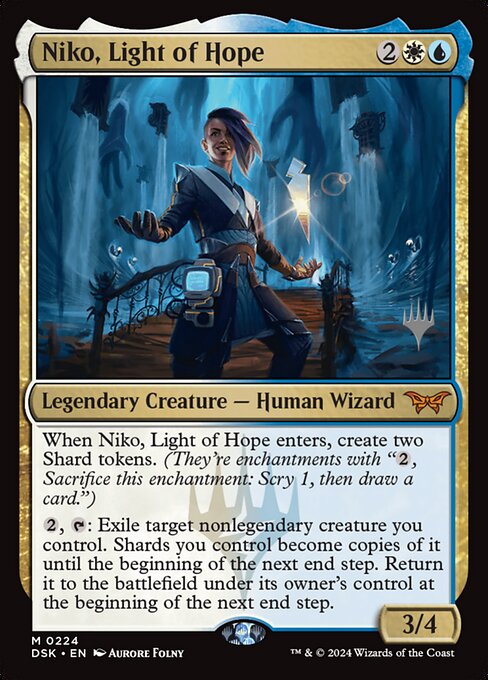 Niko, Light of Hope 2
Legendary Creature — Human Wizard
When Niko, Light of Hope enters, create two
Shard tokens. (They're enchantments with “2,
Sacrifice this enchantment: Scry 1, then draw a
card.”)
2, T: Exile target nonlegendary creature you
control. Shards you control become copies of it
until the beginning of the next end step. Return
it to the battlefield under its owner's control at
the beginning of the next end step.
3/4
M 0224
DSK • EN Aurore Folny
™ & © 2024 Wizards of the Coast